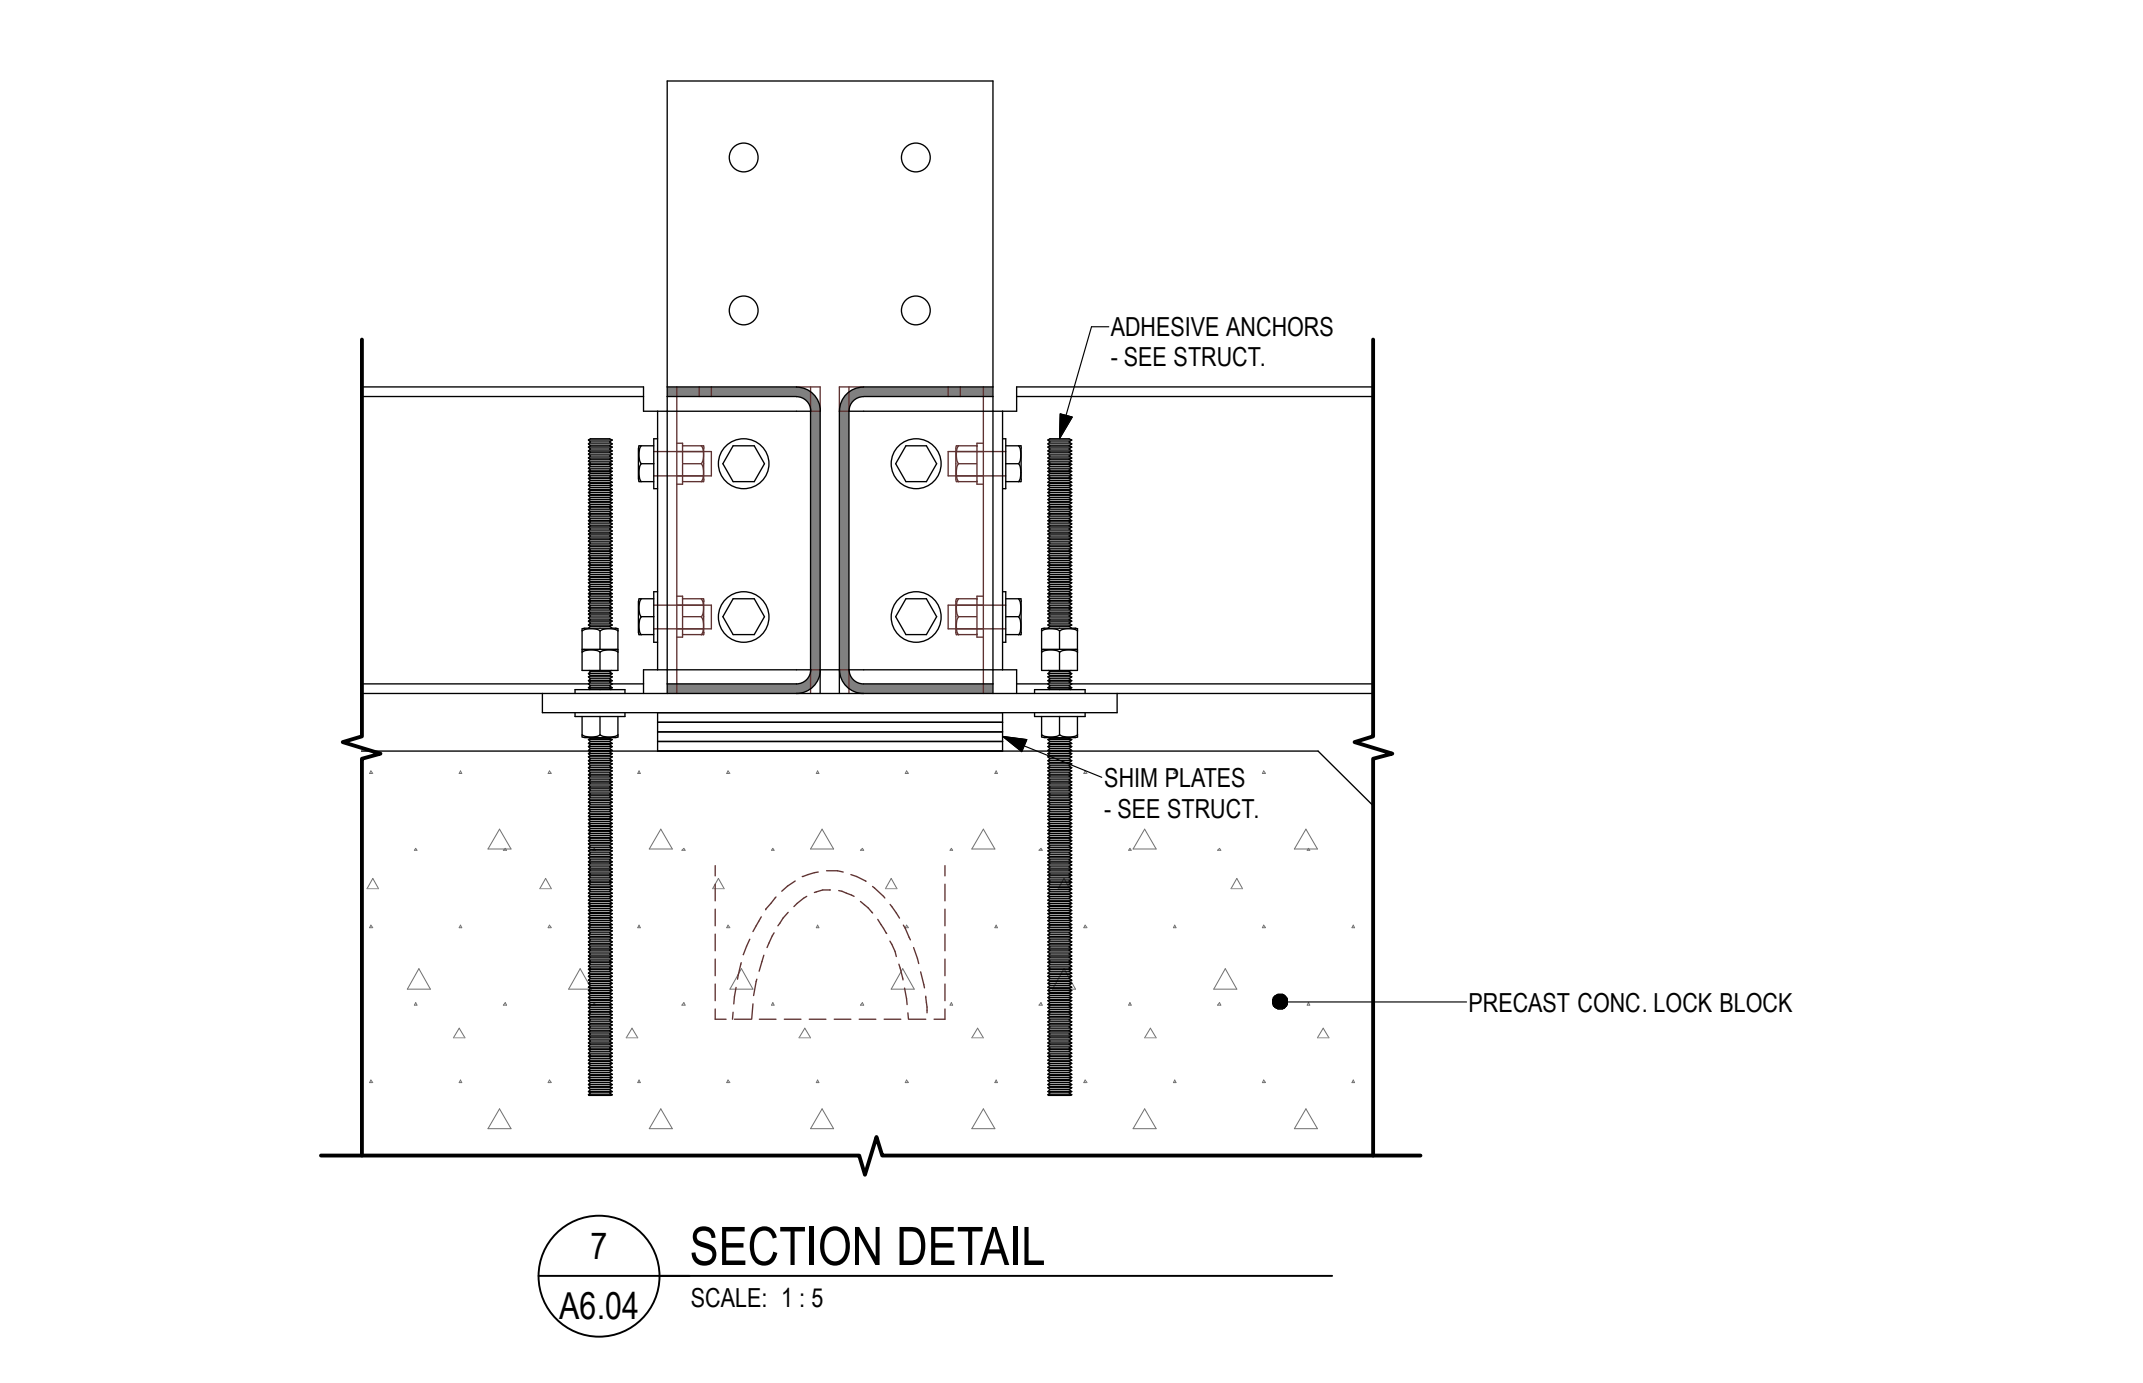 ADHESIVE ANCHORS
- SEE STRUCT.
SHIM PLATES
- SEE STRUCT.
PRECAST CONC. LOCK BLOCK
7
SECTION DETAIL
A6.04
SCALE: 1 : 5